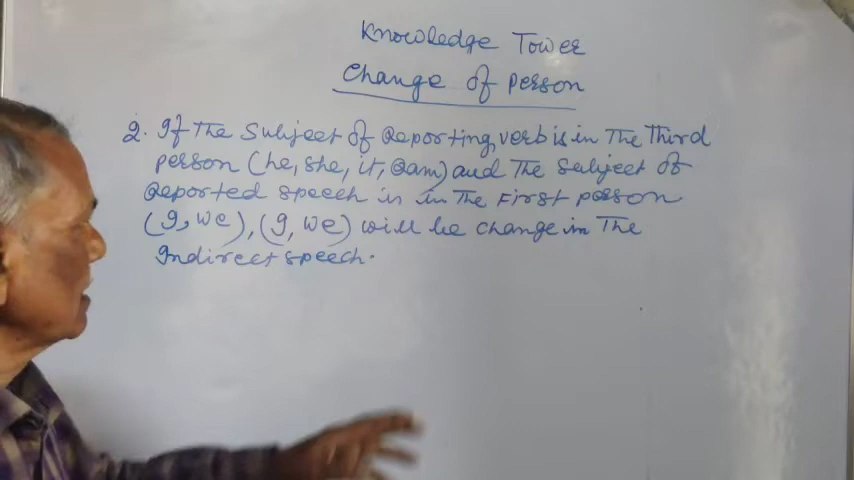 Knowledge Tower
Change of person
2. If The Subject of Reporting verb is in The Third
person (he, she, it, Ram) and The Subject of
Reported speech is in The First person
(I, we), (I, we) will be change in The
Indirect speech.